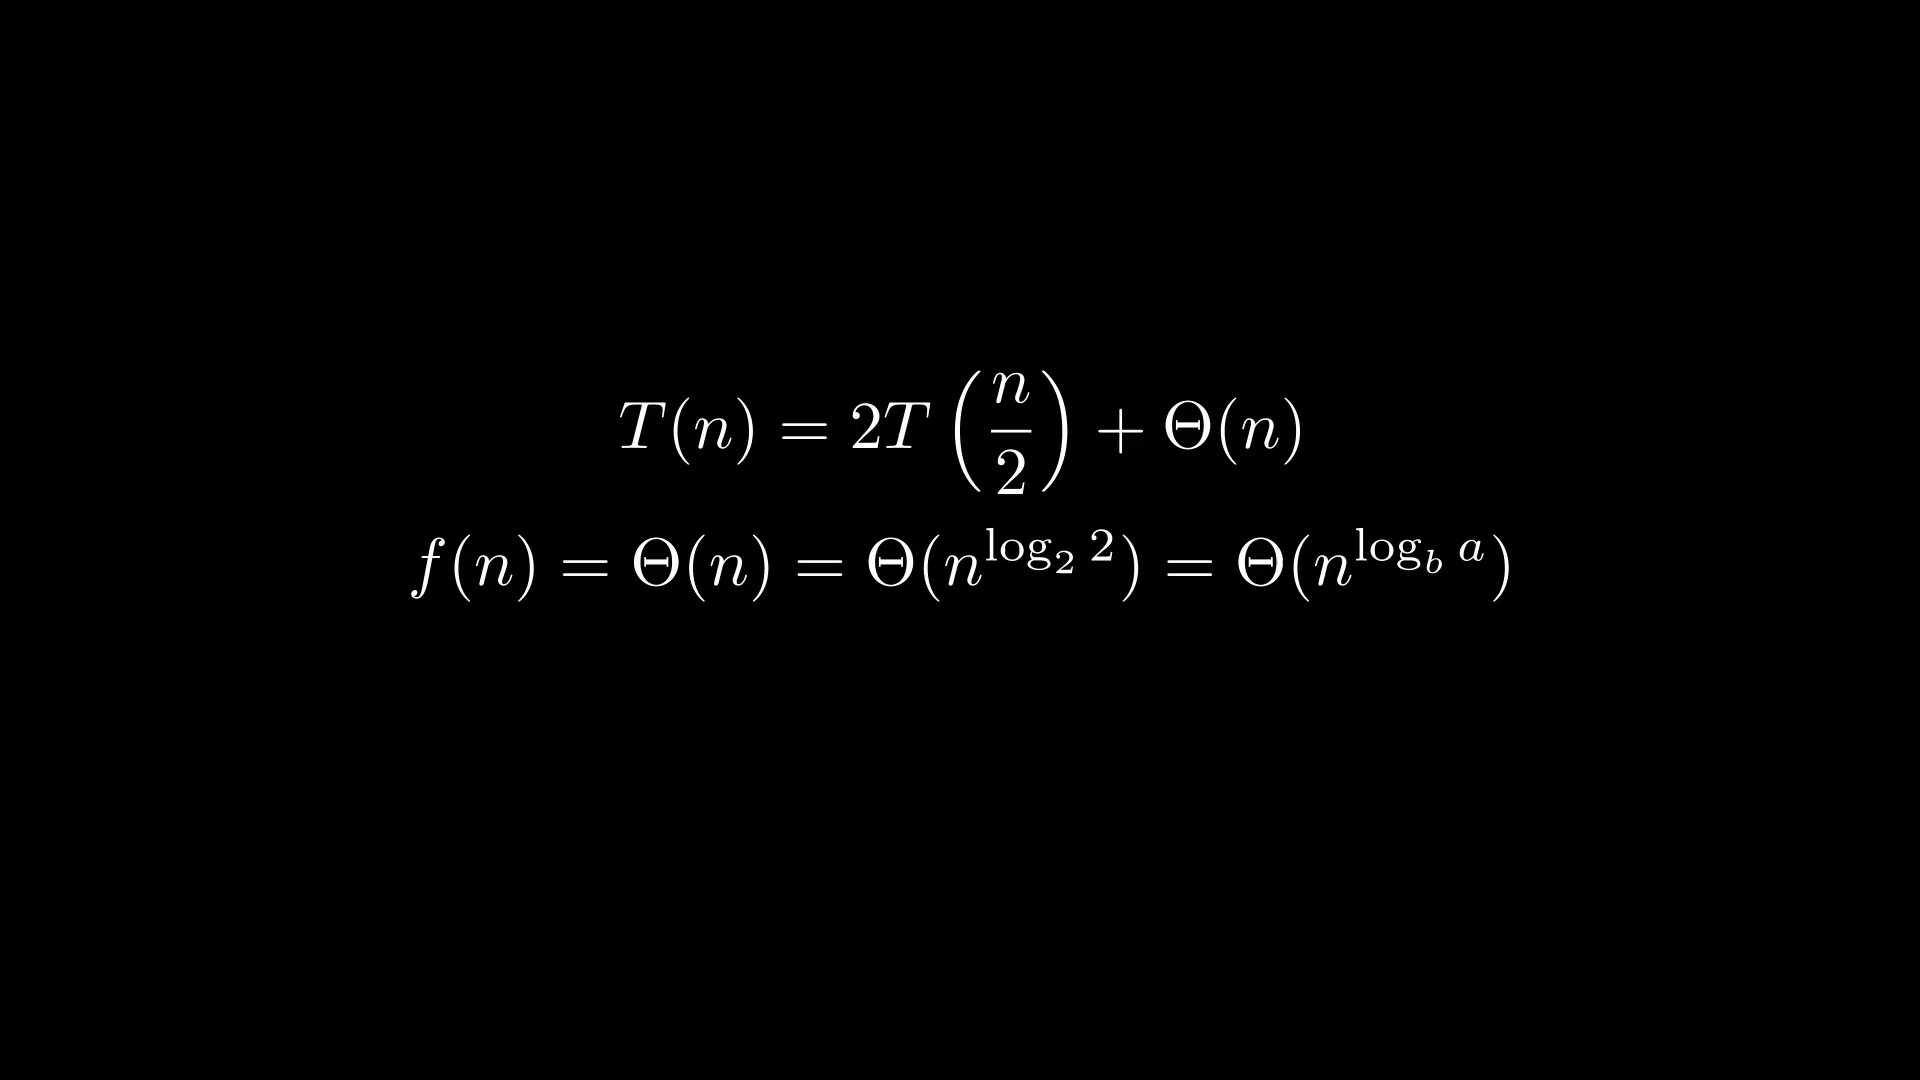 T(n) = 2T(n/2) + Θ(n)
f(n) = Θ(n) = Θ(n^{log_2 2}) = Θ(n^{log_b a})